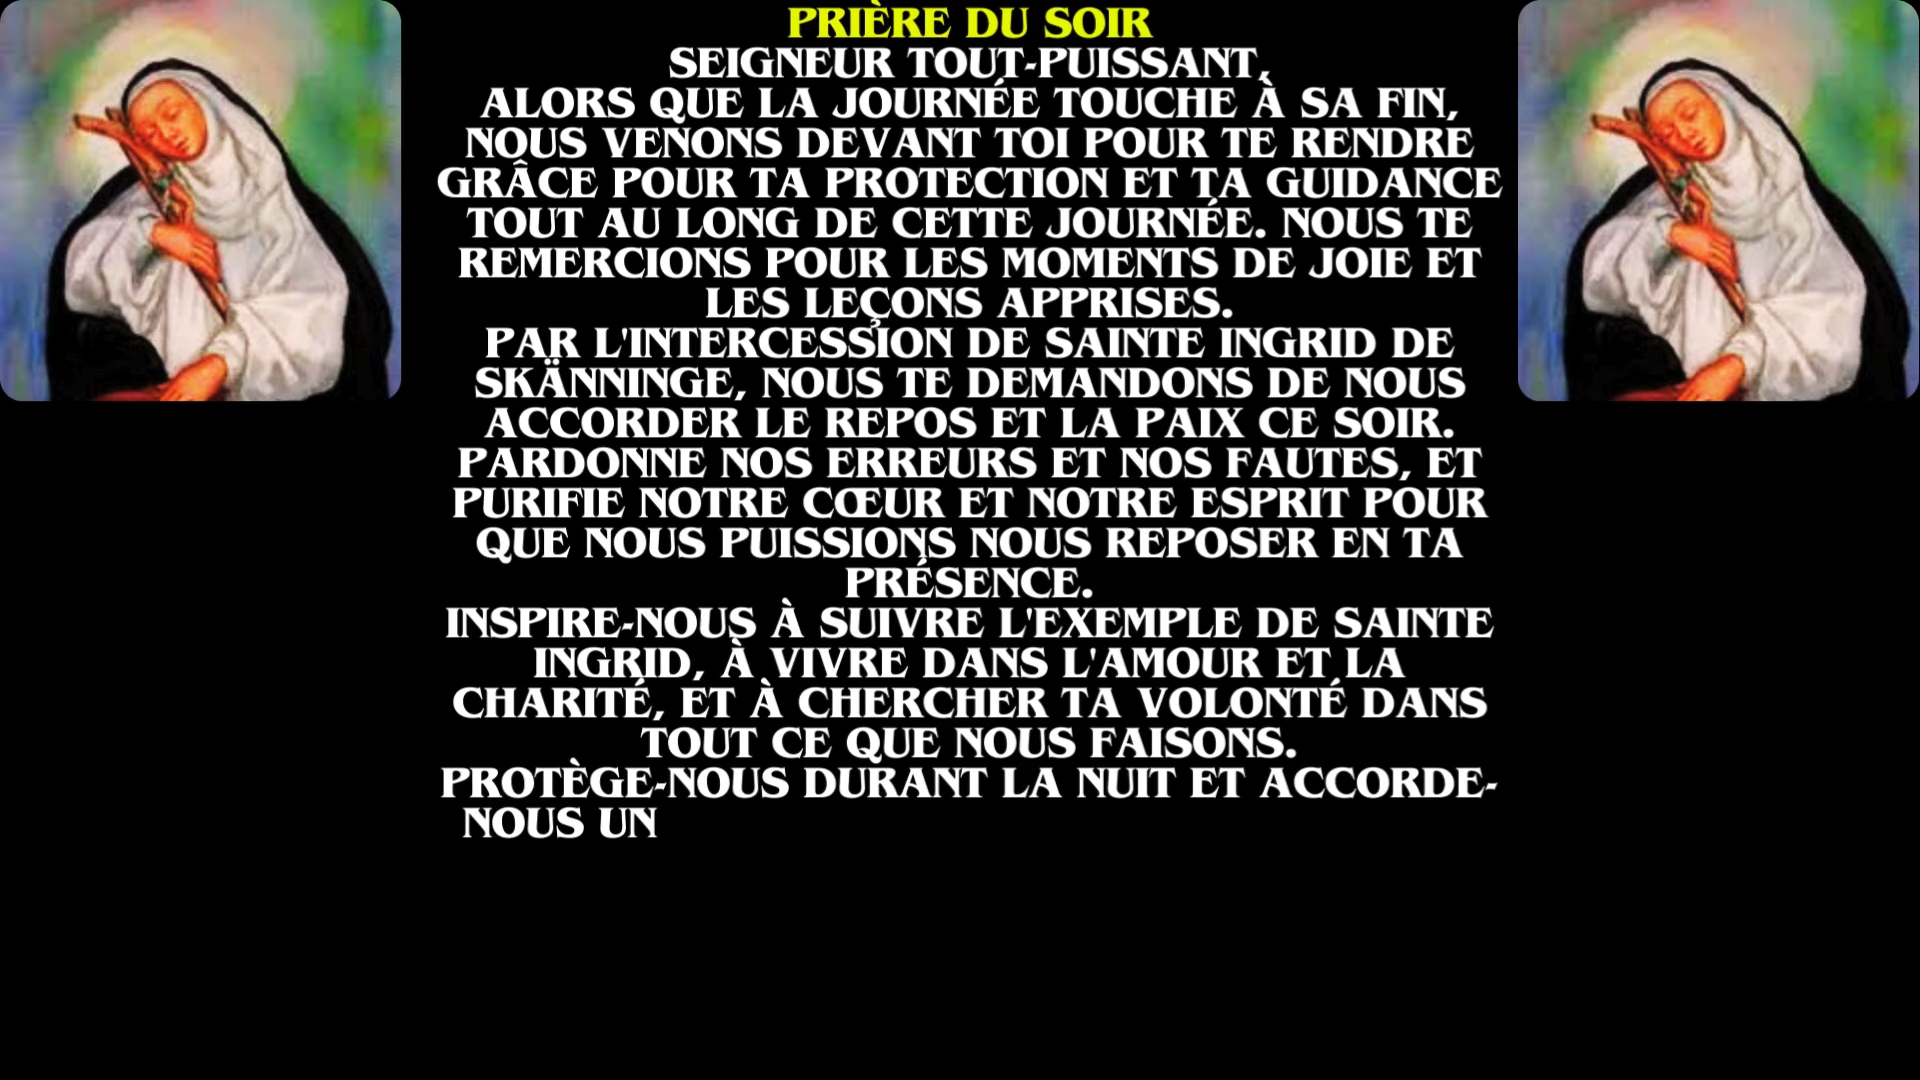 PRIÈRE DU SOIR
SEIGNEUR TOUT-PUISSANT,
ALORS QUE LA JOURNÉE TOUCHE À SA FIN,
NOUS VENONS DEVANT TOI POUR TE RENDRE
GRÂCE POUR TA PROTECTION ET TA GUIDANCE
TOUT AU LONG DE CETTE JOURNÉE. NOUS TE
REMERCIONS POUR LES MOMENTS DE JOIE ET
LES LEÇONS APPRISES.
PAR L'INTERCESSION DE SAINTE INGRID DE
SKÄNNINGE, NOUS TE DEMANDONS DE NOUS
ACCORDER LE REPOS ET LA PAIX CE SOIR.
PARDONNE NOS ERREURS ET NOS FAUTES, ET
PURIFIE NOTRE CŒUR ET NOTRE ESPRIT POUR
QUE NOUS PUISSIONS NOUS REPOSER EN TA
PRÉSENCE.
INSPIRE-NOUS À SUIVRE L'EXEMPLE DE SAINTE
INGRID, À VIVRE DANS L'AMOUR ET LA
CHARITÉ, ET À CHERCHER TA VOLONTÉ DANS
TOUT CE QUE NOUS FAISONS.
PROTÈGE-NOUS DURANT LA NUIT ET ACCORDE-
NOUS UN